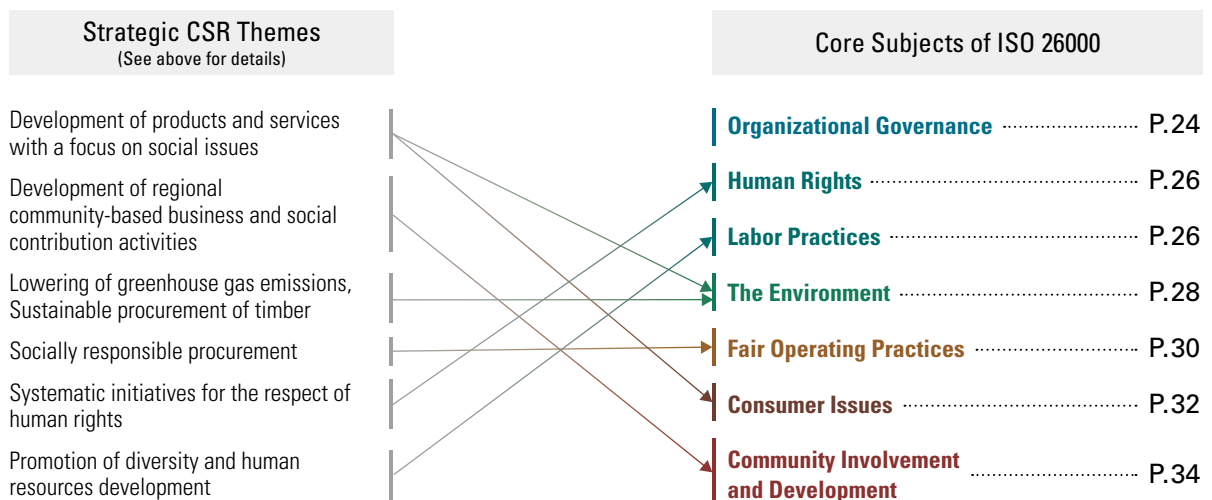 Strategic CSR Themes
(See above for details)
Development of products and services
with a focus on social issues
Development of regional
community-based business and social
contribution activities
Lowering of greenhouse gas emissions,
Sustainable procurement of timber
Socially responsible procurement
Systematic initiatives for the respect of
human rights
Promotion of diversity and human
resources development
Core Subjects of ISO 26000
Organizational Governance P.24
Human Rights P.26
Labor Practices P.26
The Environment P.28
Fair Operating Practices P.30
Consumer Issues P.32
Community Involvement
and Development P.34